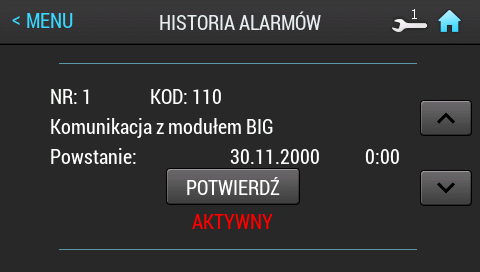 < MENU HISTORIA ALARMÓW 1
NR: 1 KOD: 110
Komunikacja z modułem BIG
Powstanie: 30.11.2000 0:00
POTWIERDŹ
AKTYWNY